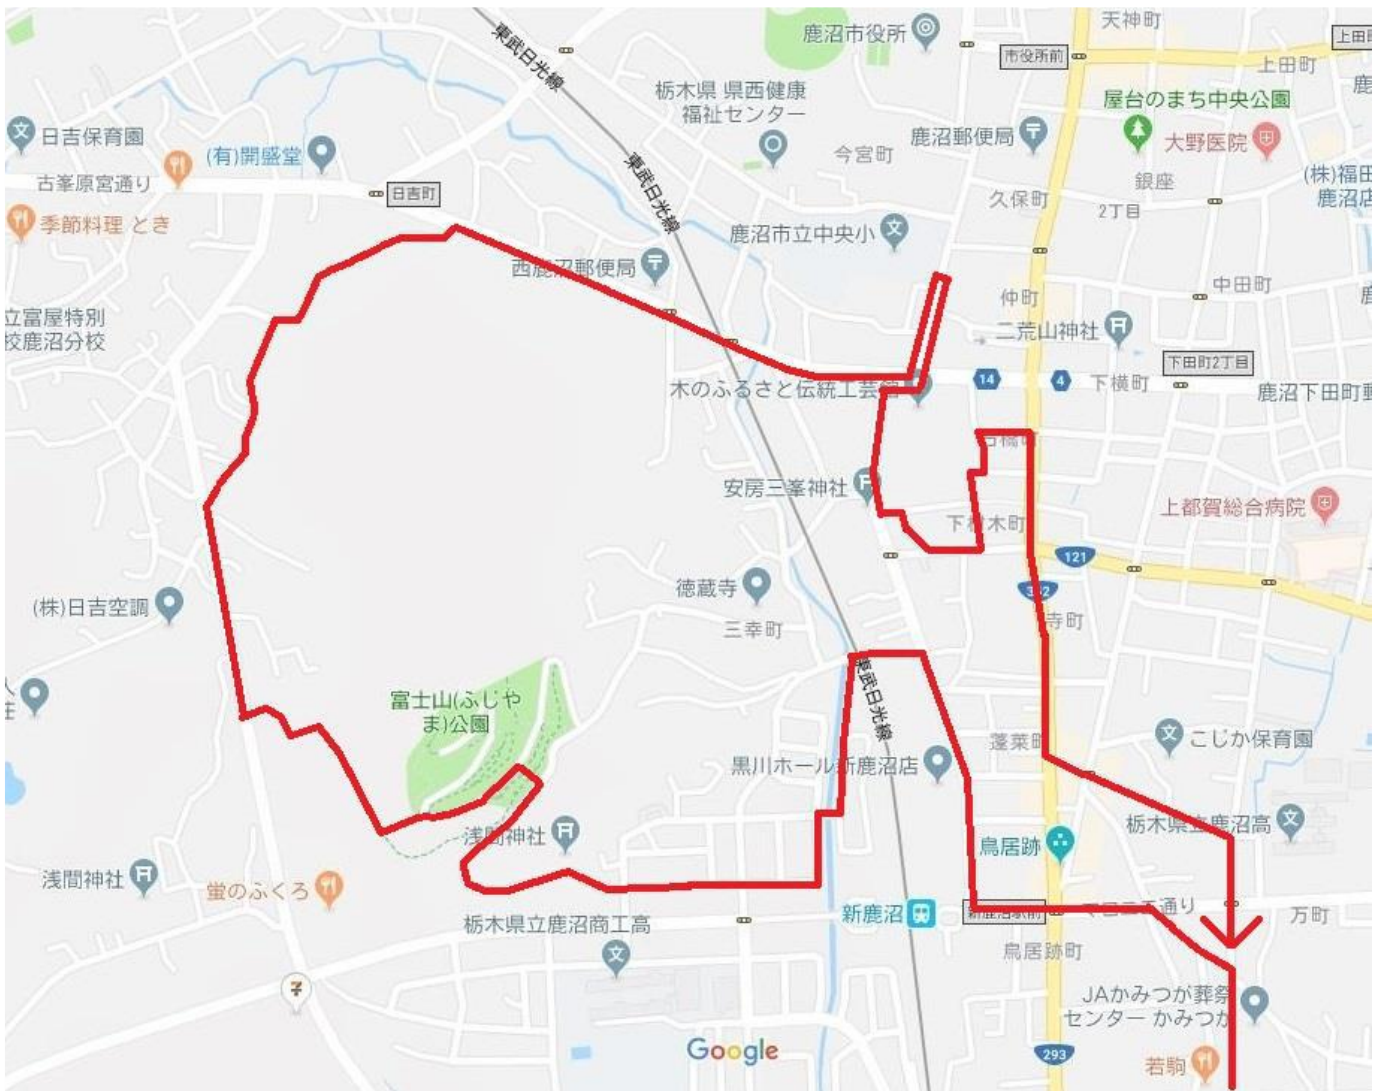 天神町
鹿沼市役所
市役所前
上田町
東武日光線
栃木県 県西健康
福祉センター
屋台のまち中央公園
日吉保育園
(有)開盛堂
鹿沼郵便局
大野医院
今宮町
東武日光線
古峯原宮通り
日吉町
銀座
2丁目
久保町
(株)福田
鹿沼店
季節料理 とき
鹿沼市立中央小
西鹿沼郵便局
中田町
仲町
立富屋特別
校鹿沼分校
二荒山神社
下田町2丁目
14
4
下横町
木のふるさと伝統工芸館
鹿沼下田町郵
安房三峯神社
上都賀総合病院
下材木町
121
徳蔵寺
(株)日吉空調
三幸町
寺町
東武日光線
富士山(ふじや
ま)公園
蓬莱町
こじか保育園
黒川ホール新鹿沼店
栃木県立鹿沼高
浅間神社
鳥居跡
浅間神社
蛍のふくろ
新鹿沼
新鹿沼駅前
万町
栃木県立鹿沼商工高
鳥居跡町
JAかみつが葬祭
センター かみつが
Google
293
若駒